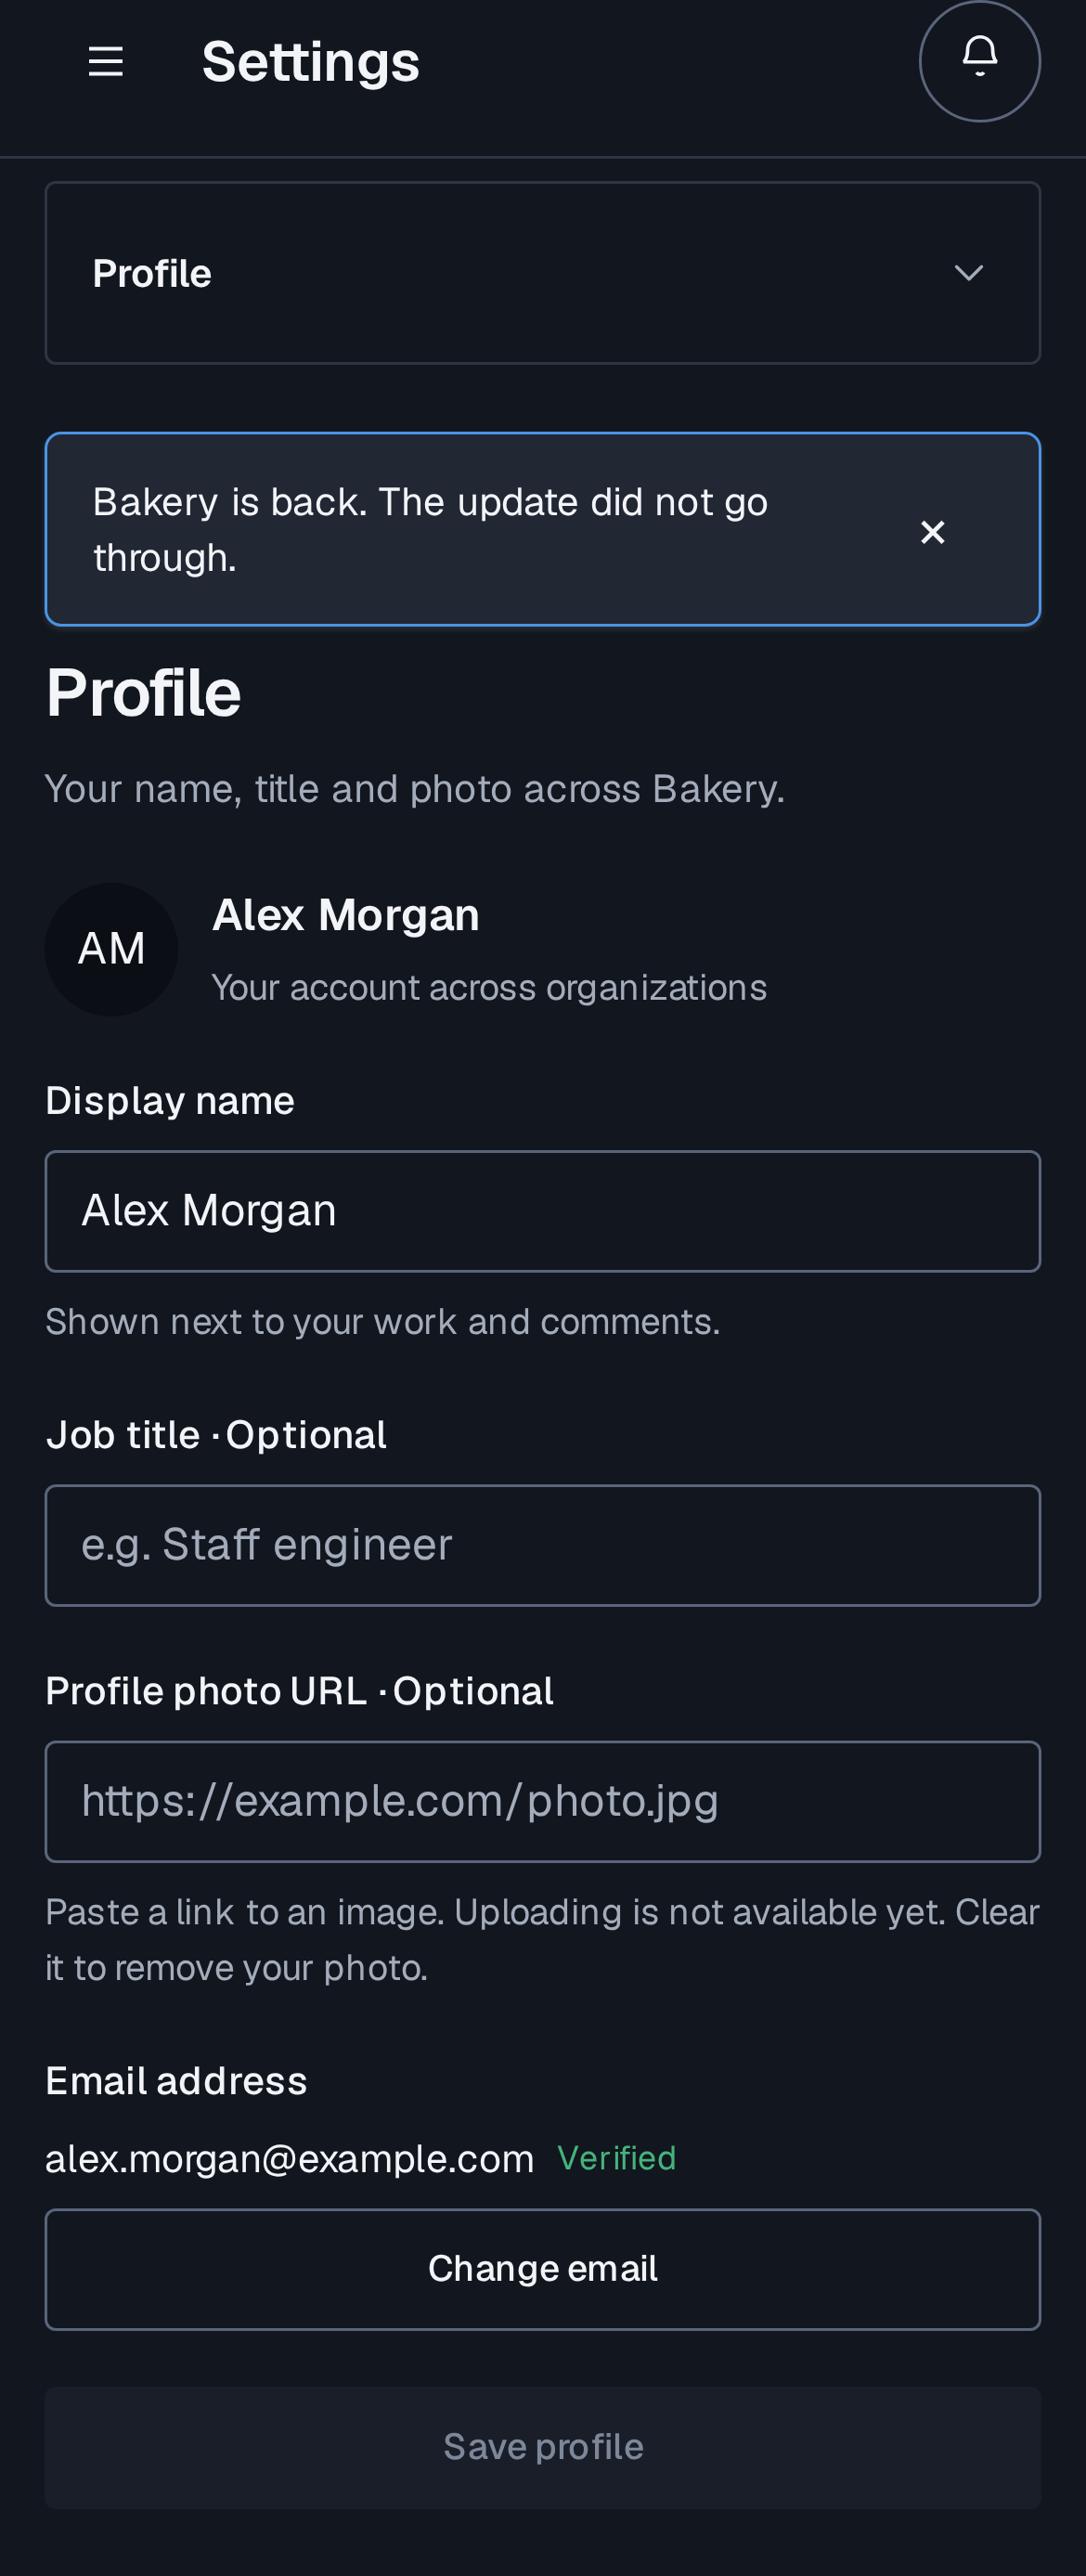 Settings
Profile
Bakery is back. The update did not go
through.
Profile
Your name, title and photo across Bakery.
AM
Alex Morgan
Your account across organizations
Display name
Alex Morgan
Shown next to your work and comments.
Job title · Optional
e.g. Staff engineer
Profile photo URL · Optional
https://example.com/photo.jpg
Paste a link to an image. Uploading is not available yet. Clear
it to remove your photo.
Email address
alex.morgan@example.com Verified
Change email
Save profile